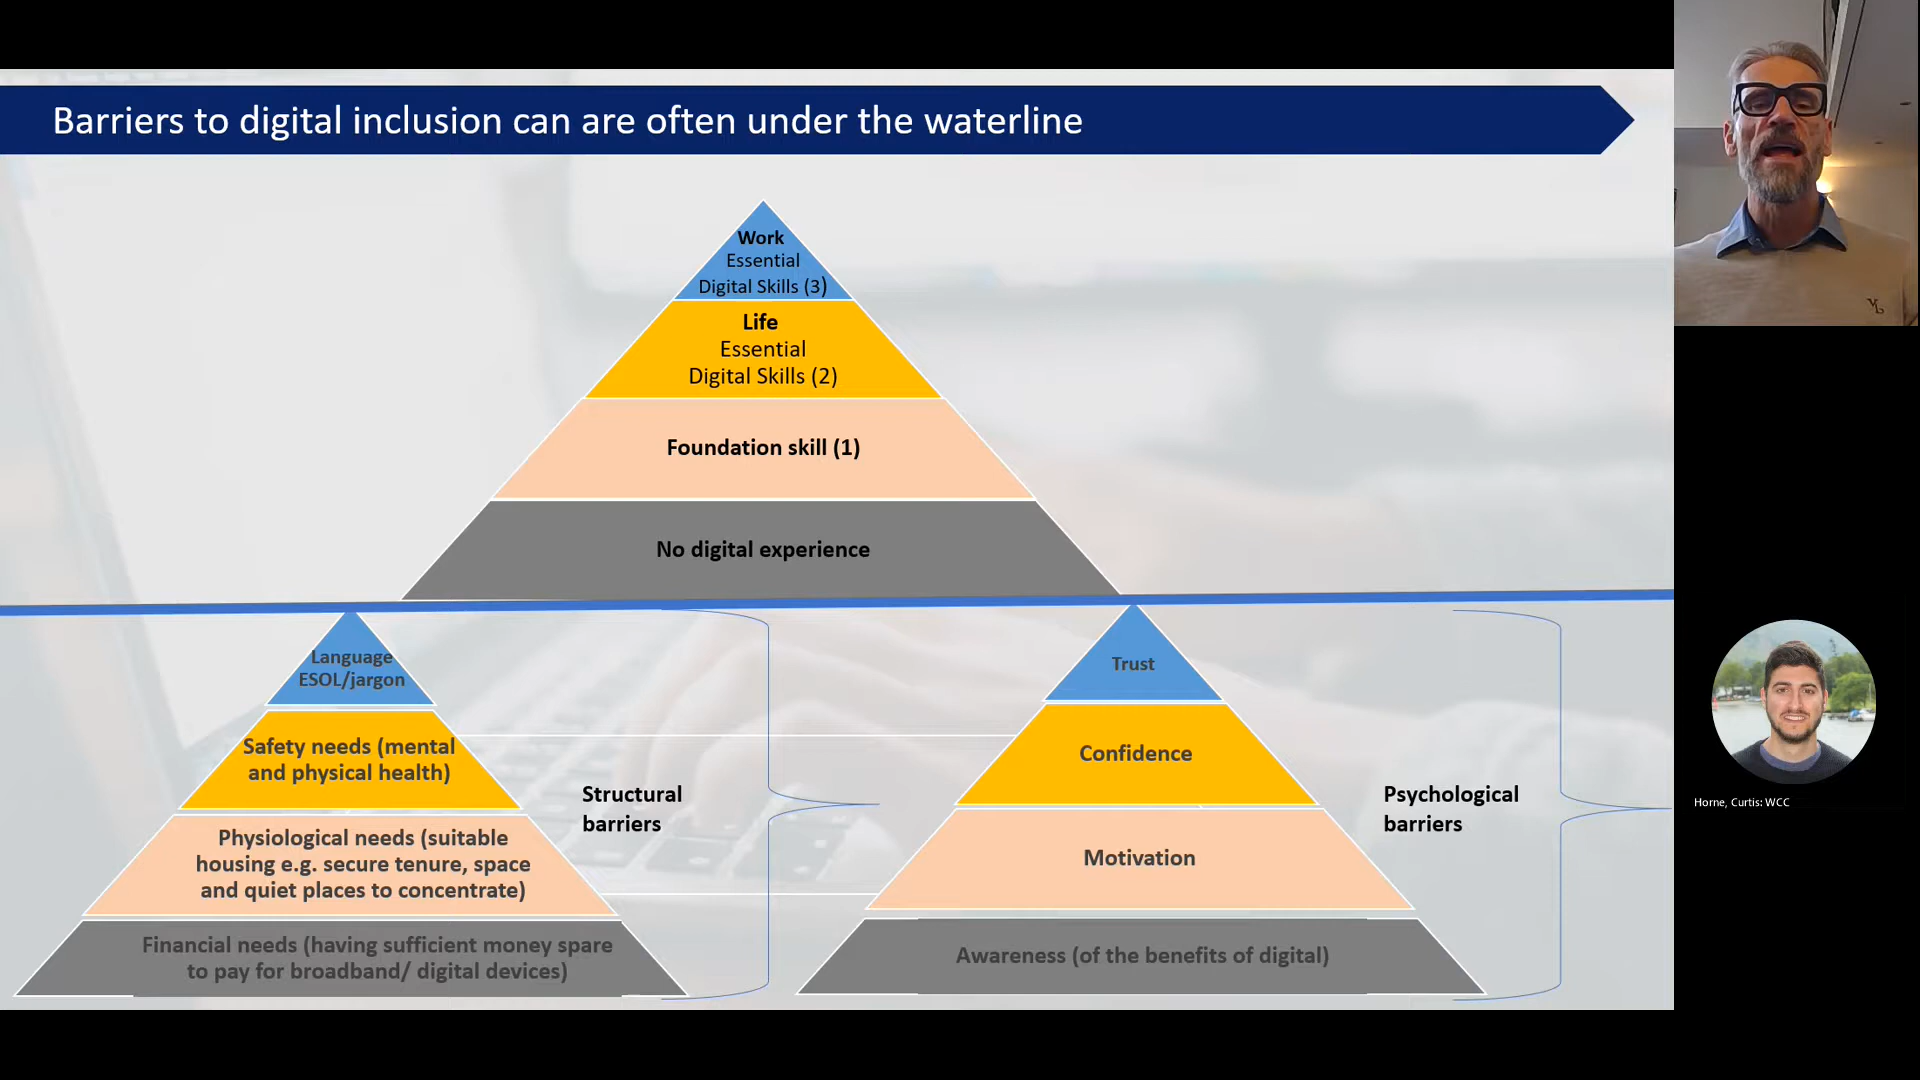 Barriers to digital inclusion can are often under the waterline
Work
Essential
Digital Skills (3)
Life
Essential
Digital Skills (2)
Foundation skill (1)
No digital experience
Language
ESOL/jargon
Safety needs (mental
and physical health)
Physiological needs (suitable
housing e.g. secure tenure, space
and quiet places to concentrate)
Financial needs (having sufficient money spare
to pay for broadband/ digital devices)
Structural
barriers
Trust
Confidence
Motivation
Awareness (of the benefits of digital)
Psychological
barriers
Horne, Curtis: WCC